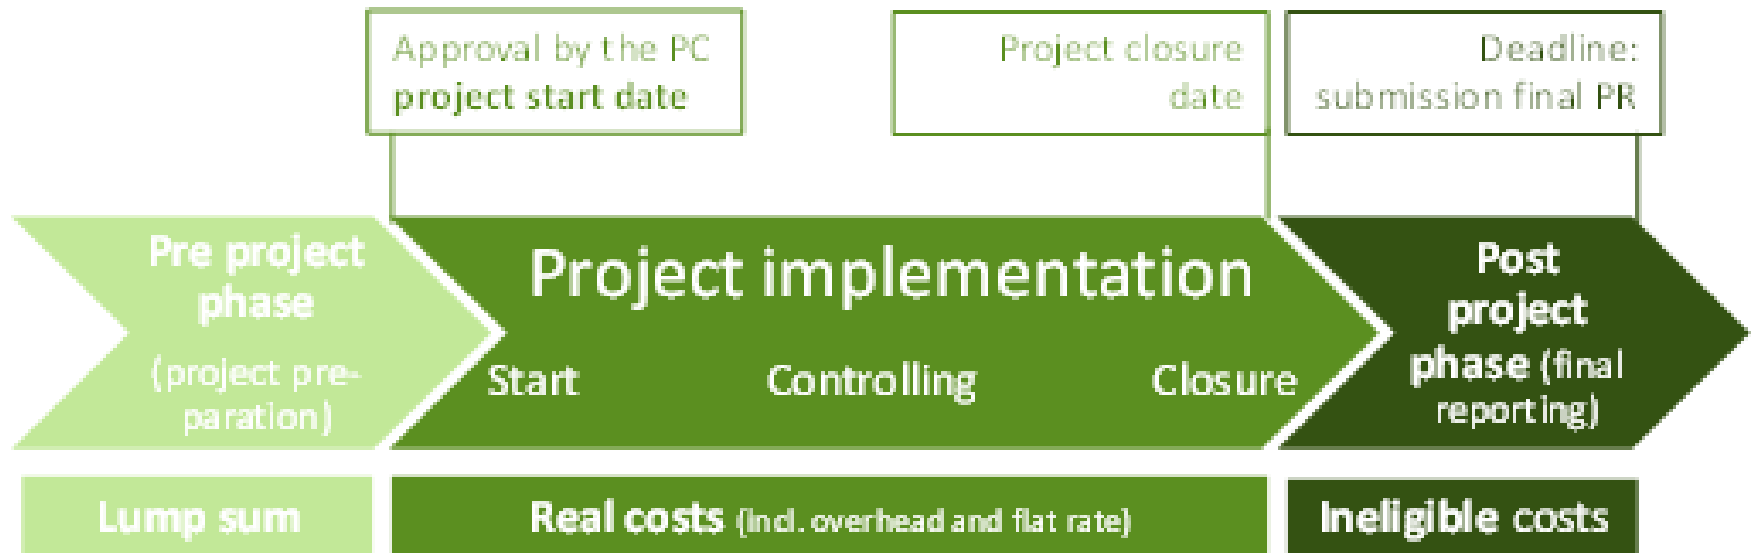 Approval by the PC
project start date
Project closure
date
Deadline:
submission final PR
Pre project
phase
(project pre-
paration)
Project implementation
Start Controlling Closure
Post
project
phase (final
reporting)
Lump sum
Real costs (incl. overhead and flat rate)
Ineligible costs